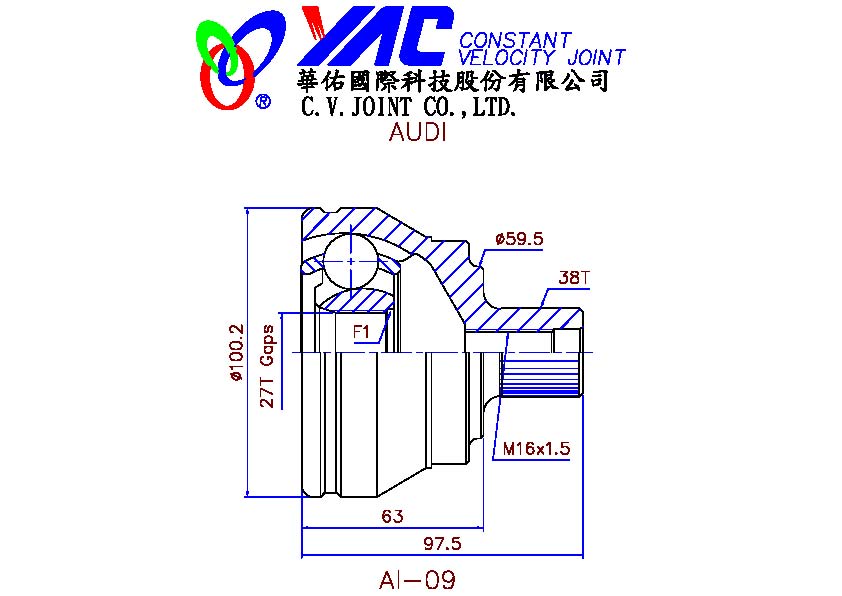 YAC CONSTANT
VELOCITY JOINT
®
華佑國際科技股份有限公司
C.V.JOINT CO.,LTD.
AUDI
ø59.5
38T
F1
ø100.2
27T Gaps
M16x1.5
63
97.5
AI-09